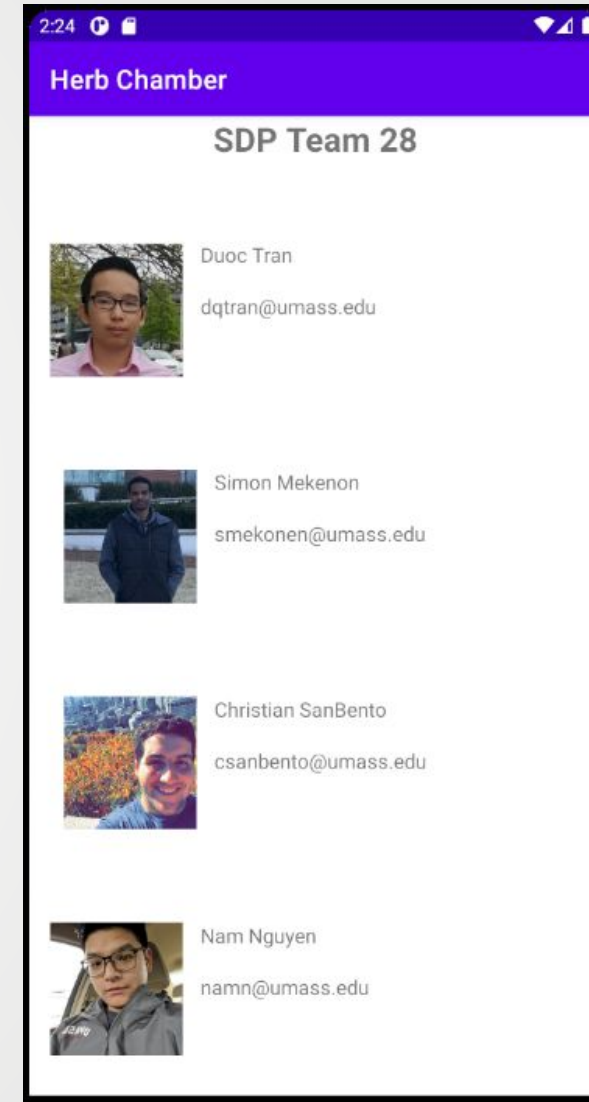 2:24
Herb Chamber
SDP Team 28
Duoc Tran
dqtran@umass.edu
Simon Mekenon
smekonen@umass.edu
Christian SanBento
csanbento@umass.edu
Nam Nguyen
namn@umass.edu